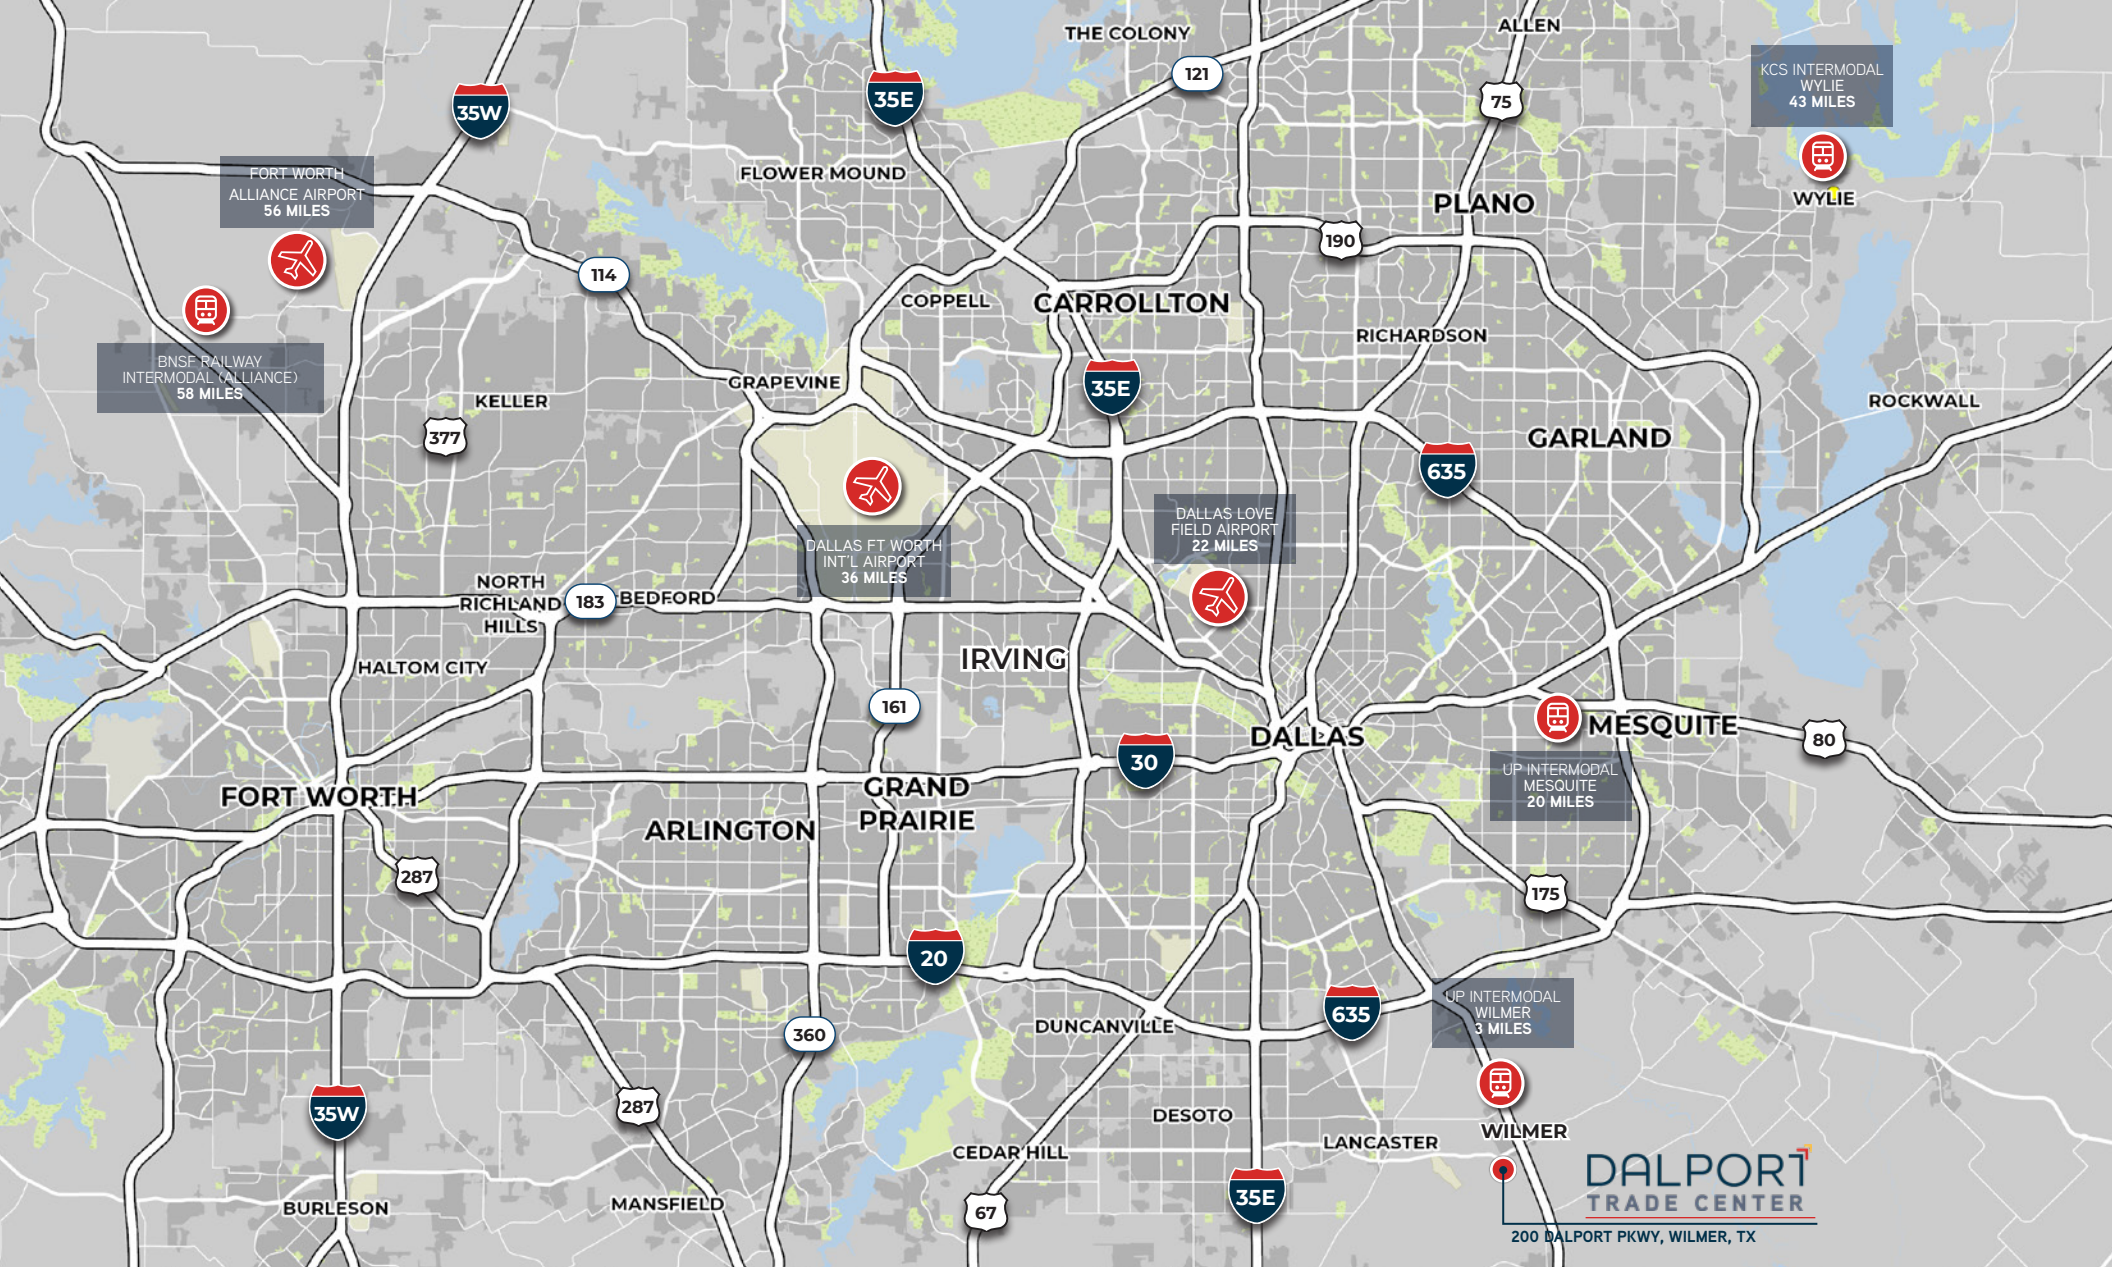 THE COLONY
ALLEN
121
35E
35W
75
KCS INTERMODAL
WYLIE
43 MILES
FLOWER MOUND
FORT WORTH
ALLIANCE AIRPORT
56 MILES
PLANO
WYLIE
190
114
COPPELL
CARROLLTON
RICHARDSON
BNSF RAILWAY
INTERMODAL (ALLIANCE)
58 MILES
GRAPEVINE
35E
KELLER
ROCKWALL
377
GARLAND
635
DALLAS LOVE
FIELD AIRPORT
22 MILES
DALLAS FT WORTH
INT'L AIRPORT
36 MILES
NORTH
RICHLAND
HILLS
183
BEDFORD
HALTOM CITY
IRVING
161
MESQUITE
DALLAS
80
30
UP INTERMODAL
MESQUITE
20 MILES
FORT WORTH
GRAND
PRAIRIE
ARLINGTON
287
175
20
UP INTERMODAL
WILMER
3 MILES
635
DUNCANVILLE
360
287
35W
DESOTO
WILMER
LANCASTER
CEDAR HILL
DALPORT
TRADE CENTER
35E
MANSFIELD
BURLESON
67
200 DALPORT PKWY, WILMER, TX